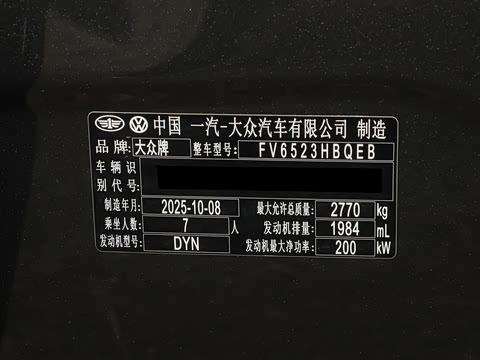 中国 一汽-大众汽车有限公司 制造
品牌: 大众牌 整车型号: FV6523HBQEB
车辆识
别代号:
制造年月: 2025-10-08 最大允许总质量: 2770 kg
乘坐人数: 7 人 发动机排量: 1984 mL
发动机型号: DYN 发动机最大净功率: 200 kW